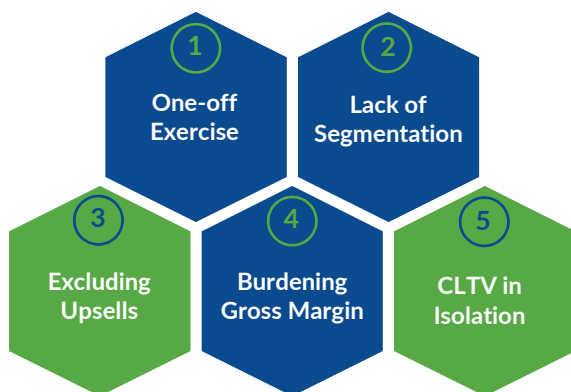 1
One-off
Exercise
2
Lack of
Segmentation
3
Excluding
Upsells
4
Burdening
Gross Margin
5
CLTV in
Isolation